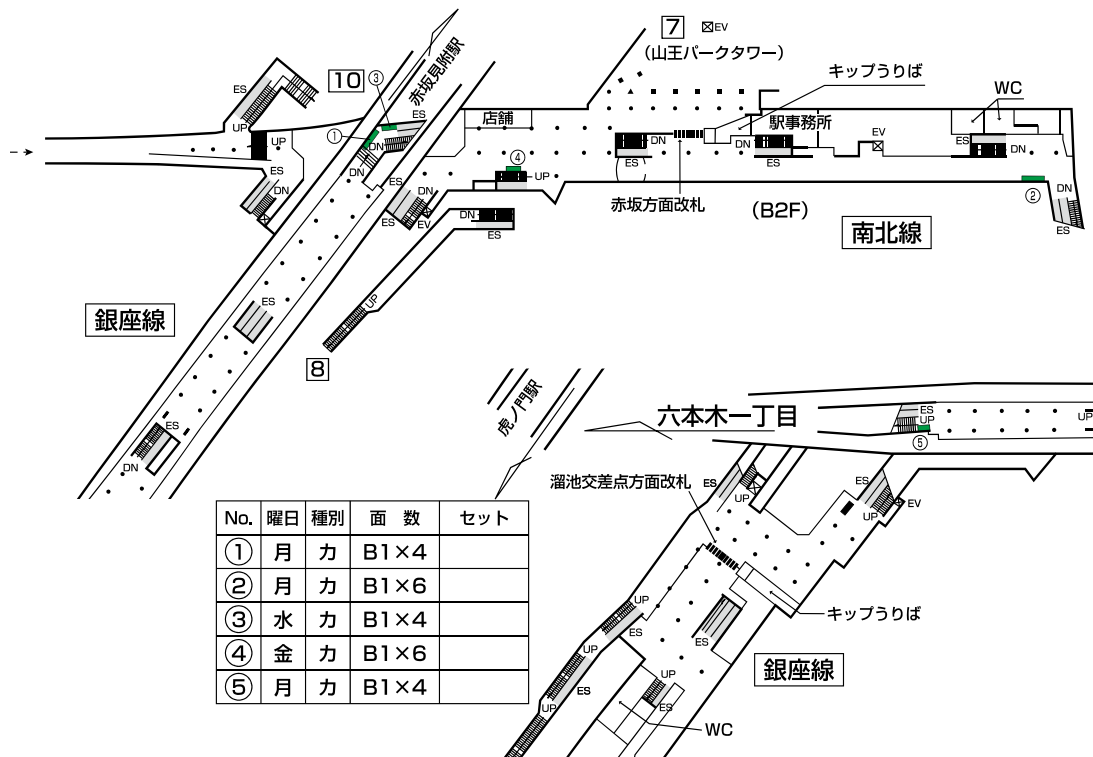 7 EV
(山王パークタワー)
キップうりば
WC
10 ③
赤坂見附駅
ES
UP
UP
①
DN
DN
ES
店舗
DN
駅事務所
EV
ES
DN
ES
④
UP
ES
DN
ES
DN
②
DN
ES
赤坂方面改札
(B2F)
南北線
ES
DN
ES
DN
ES
EV
DN
ES
UP
8
銀座線
ES
ES
DN
虎ノ門駅
六本木一丁目
ES
UP
⑤
UP
溜池交差点方面改札
ES
UP
ES
UP
EV
キップうりば
ES
UP
ES
UP
ES
UP
UP
ES
WC
銀座線
No. 曜日 種別 面 数 セット
① 月 カ B1×4
② 月 カ B1×6
③ 水 カ B1×4
④ 金 カ B1×6
⑤ 月 カ B1×4